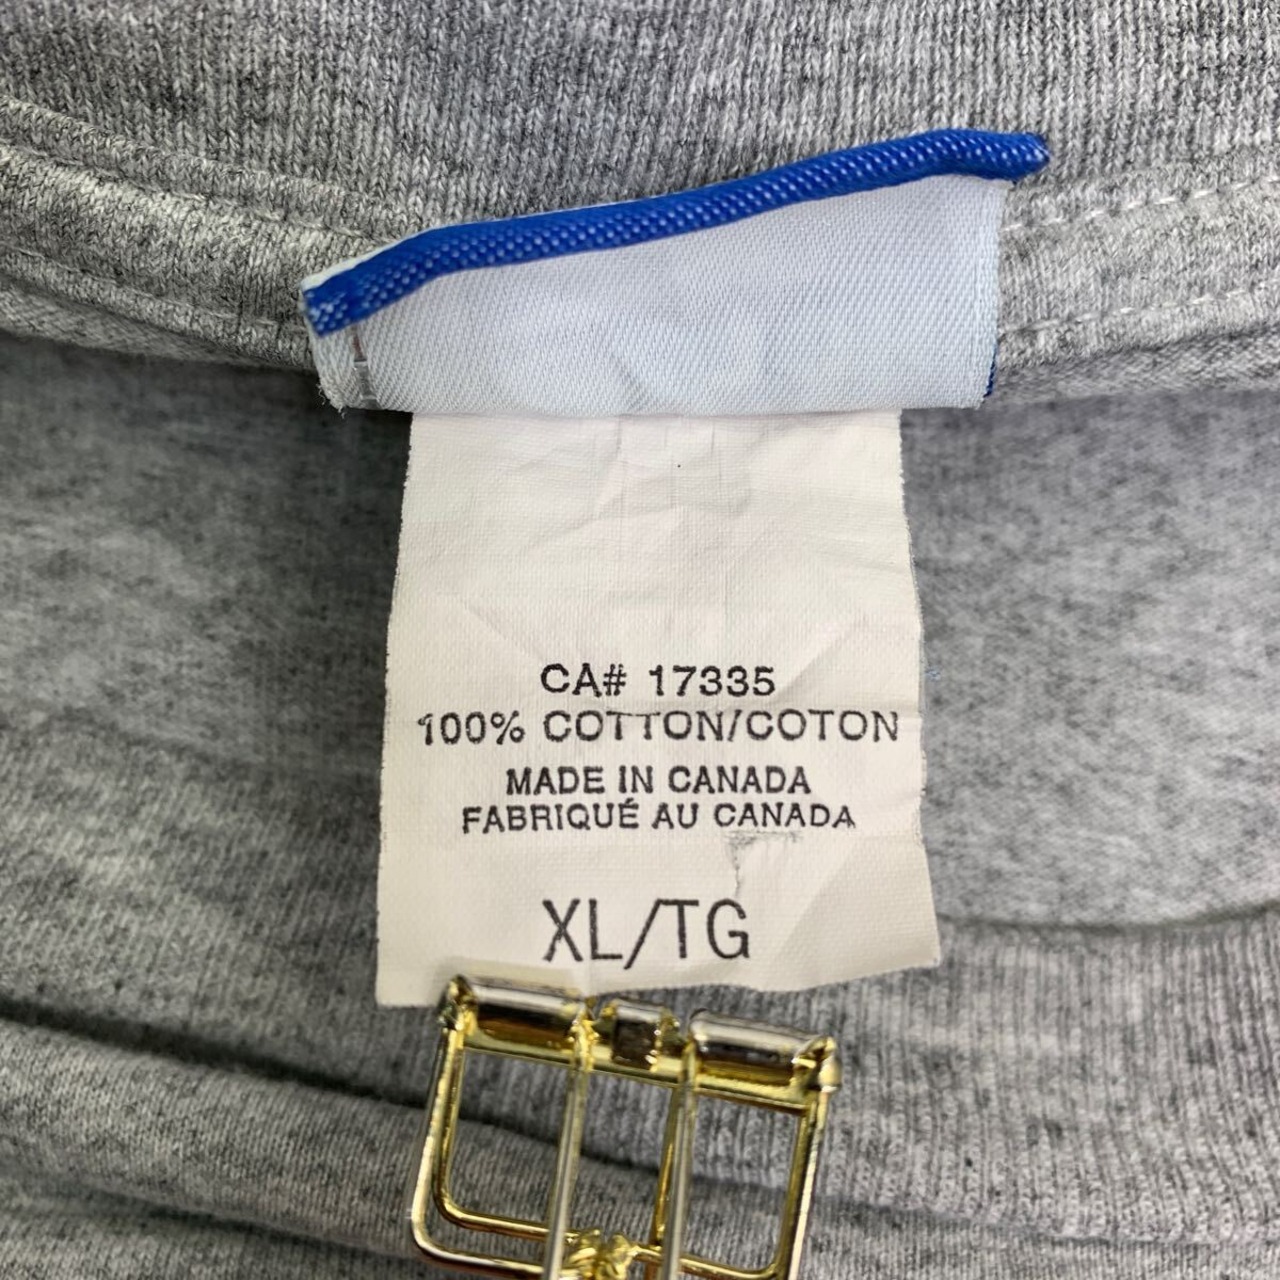 CA# 17335
100% COTTON/COTON
MADE IN CANADA
FABRIQUÉ AU CANADA
XL/TG